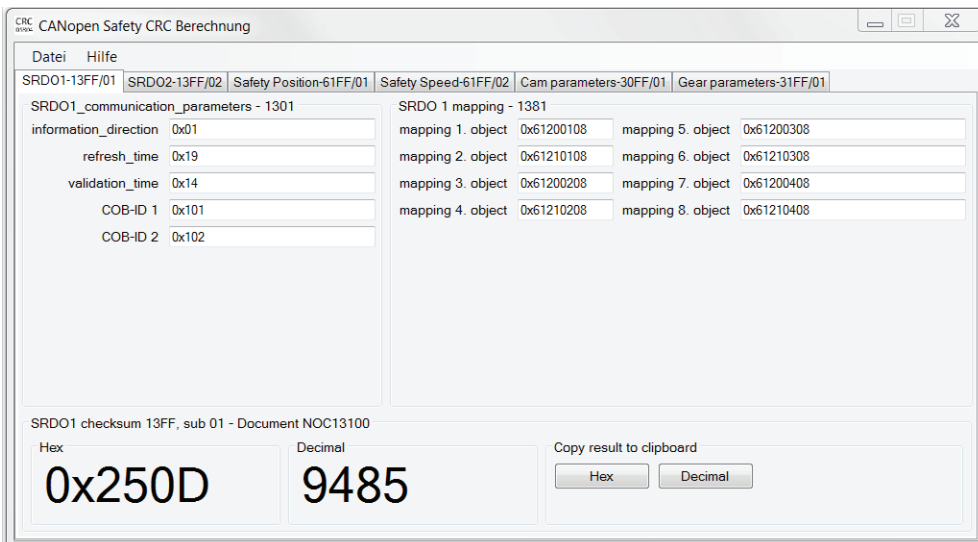 CRC CANopen Safety CRC Berechnung
Datei Hilfe
SRDO1-13FF/01 SRDO2-13FF/02 Safety Position-61FF/01 Safety Speed-61FF/02 Cam parameters-30FF/01 Gear parameters-31FF/01
SRDO1_communication_parameters - 1301
information_direction 0x01
refresh_time 0x19
validation_time 0x14
COB-ID 1 0x101
COB-ID 2 0x102
SRDO 1 mapping - 1381
mapping 1. object 0x61200108 mapping 5. object 0x61200308
mapping 2. object 0x61210108 mapping 6. object 0x61210308
mapping 3. object 0x61200208 mapping 7. object 0x61200408
mapping 4. object 0x61210208 mapping 8. object 0x61210408
SRDO1 checksum 13FF, sub 01 - Document NOC13100
Hex
0x250D
Decimal
9485
Copy result to clipboard
Hex Decimal